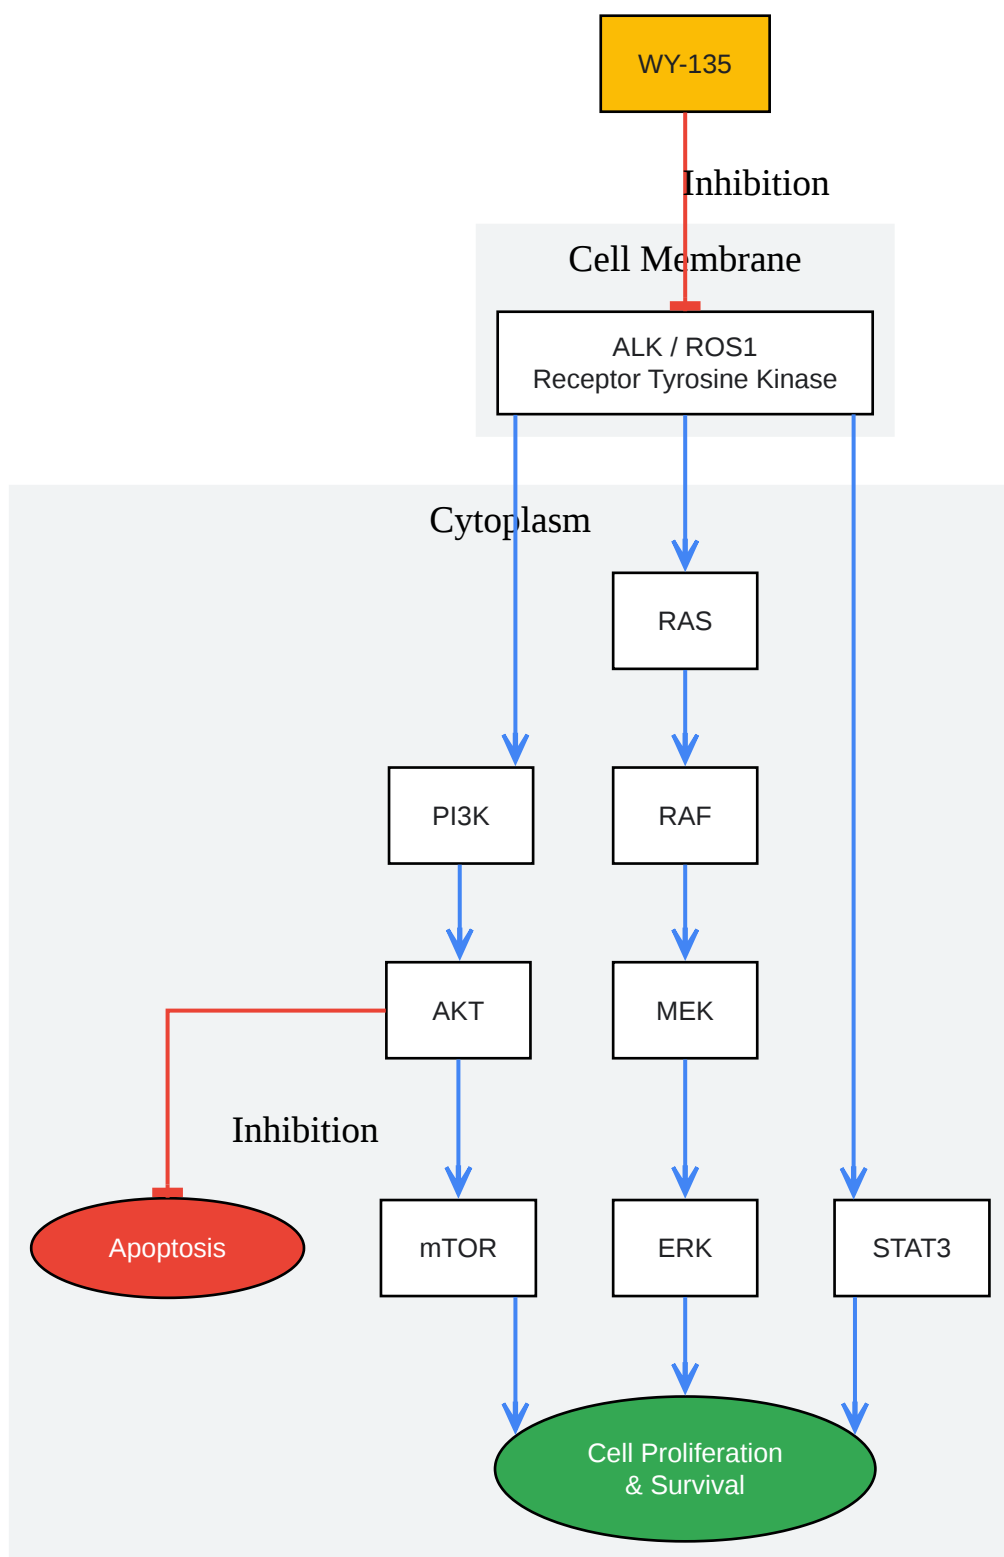 WY-135
Inhibition
Cell Membrane
ALK / ROS1
Receptor Tyrosine Kinase
Cytoplasm
RAS
PI3K
RAF
AKT
MEK
Inhibition
Apoptosis
mTOR
ERK
STAT3
Cell Proliferation
& Survival